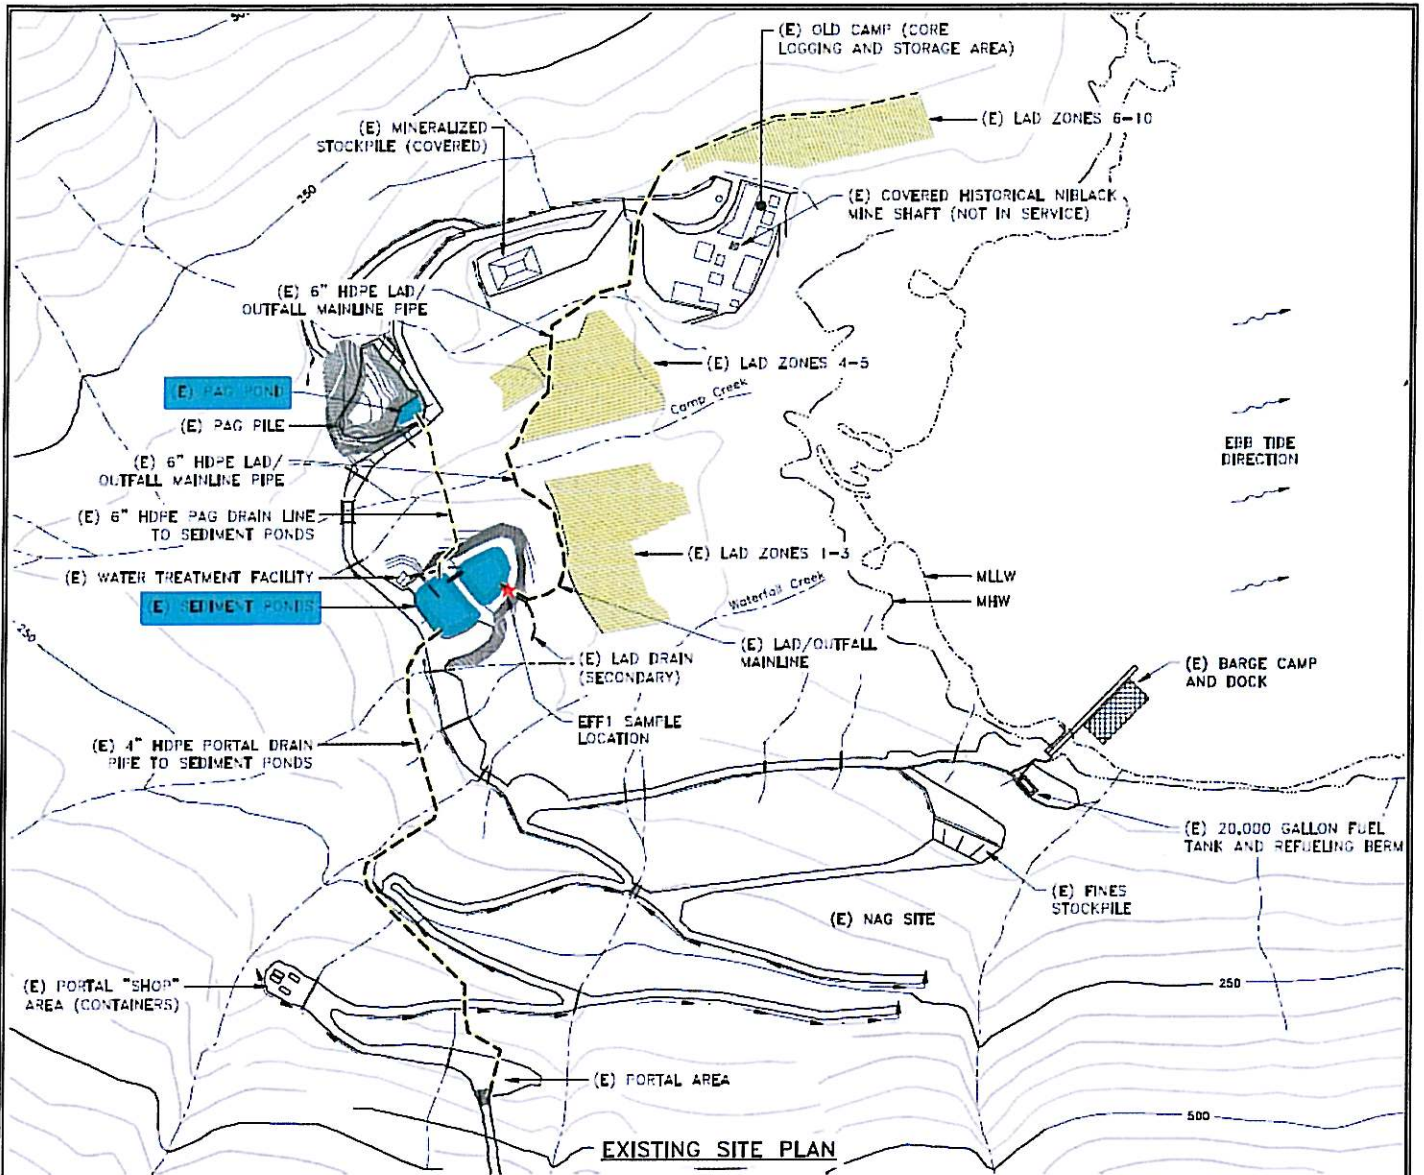 (E) OLD CAMP (CORE
LOGGING AND STORAGE AREA)
(E) LAD ZONES 6-10
(E) MINERALIZED
STOCKPILE (COVERED)
250
(E) COVERED HISTORICAL NIBLACK
MINE SHAFT (NOT IN SERVICE)
(E) 6" HDPE LAD/
OUTFALL MAINLINE PIPE
(E) LAD ZONES 4-5
(E) PAG POND
Camp Creek
(E) PAG PILE
(E) 6" HDPE LAD/
OUTFALL MAINLINE PIPE
EBB TIDE
DIRECTION
(E) 6" HDPE PAG DRAIN LINE
TO SEDIMENT PONDS
(E) LAD ZONES 1-3
(E) WATER TREATMENT FACILITY
MLLW
Waterfall Creek
MHW
(E) SEDIMENT PONDS
250
(E) LAD/OUTFALL
MAINLINE
(E) LAD DRAIN
(SECONDARY)
(E) BARGE CAMP
AND DOCK
EFF1 SAMPLE
LOCATION
(E) 4" HDPE PORTAL DRAIN
PIPE TO SEDIMENT PONDS
(E) 20,000 GALLON FUEL
TANK AND REFUELING BERM
(E) FINES
STOCKPILE
(E) NAG SITE
(E) PORTAL "SHOP"
AREA (CONTAINERS)
250
(E) PORTAL AREA
500
EXISTING SITE PLAN